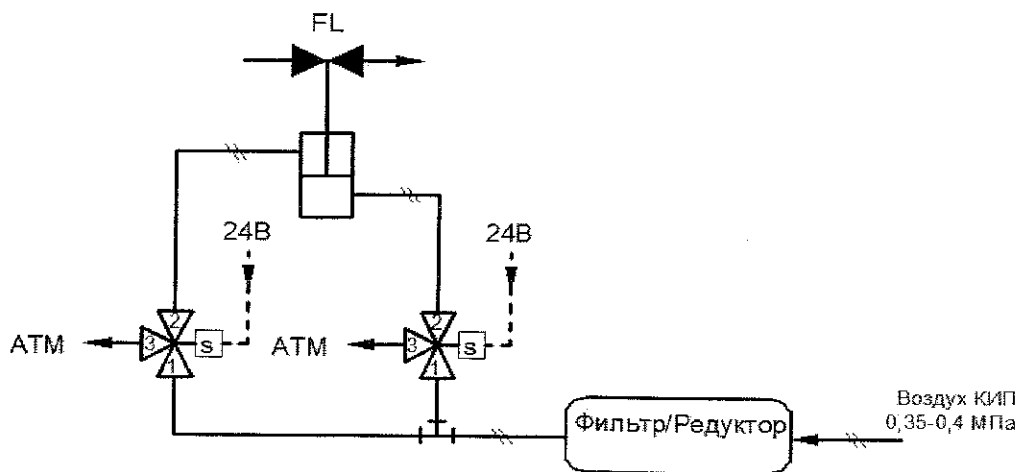 FL
24В
24В
2
3
s
1
АТМ
2
3
s
1
АТМ
Фильтр/Редуктор
Воздух КИП
0,35-0,4 МПа